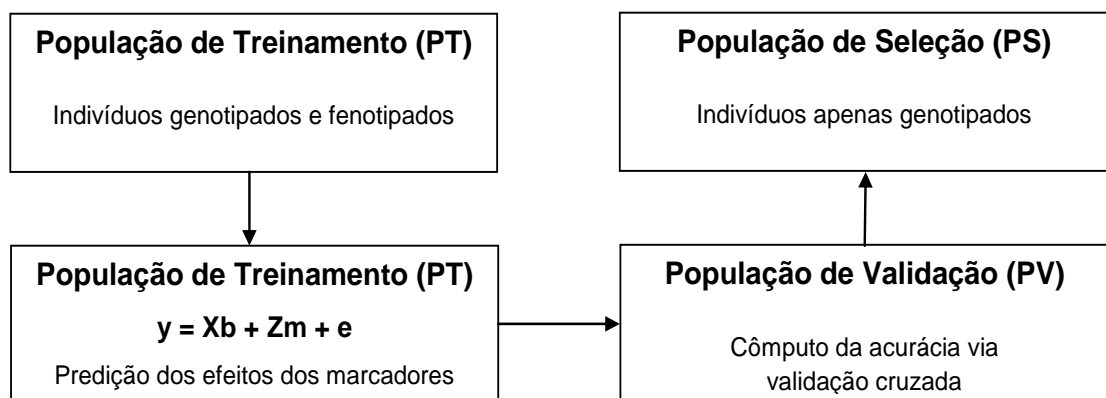 População de Treinamento (PT)
Indivíduos genotipados e fenotipados
População de Seleção (PS)
Indivíduos apenas genotipados
População de Treinamento (PT)
y = Xb + Zm + e
Predição dos efeitos dos marcadores
População de Validação (PV)
Cômputo da acurácia via
validação cruzada